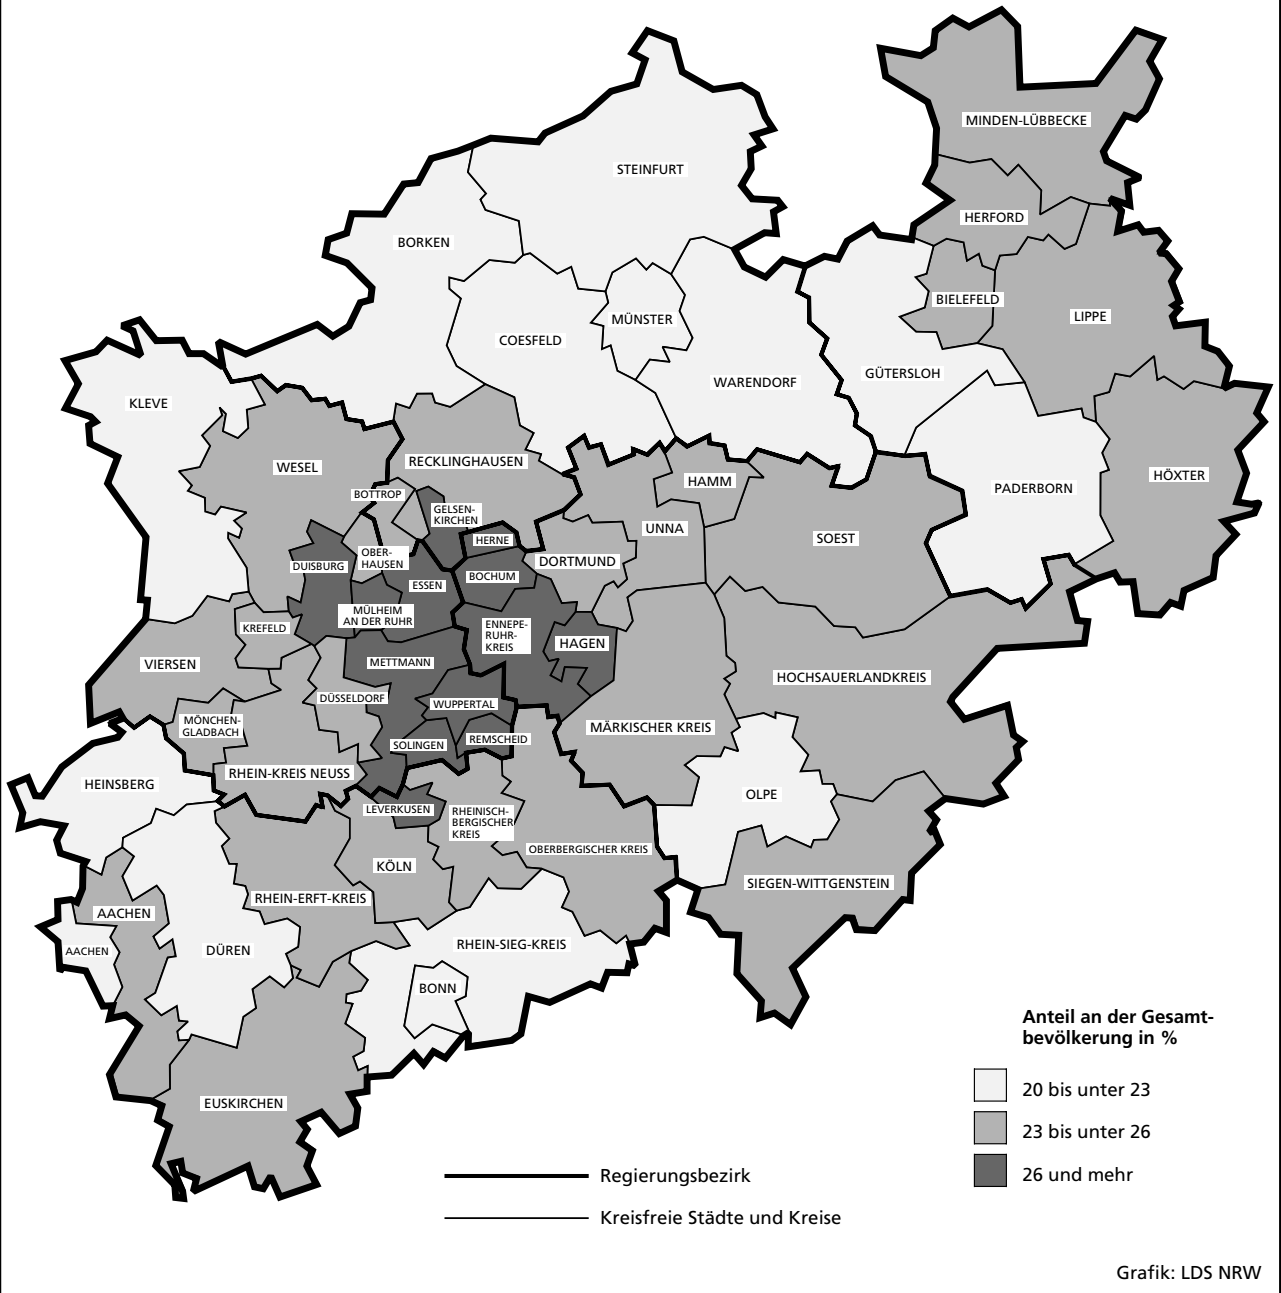 MINDEN-LÜBBECKE
STEINFURT
HERFORD
BORKEN
BIELEFELD
LIPPE
MÜNSTER
COESFELD
GÜTERSLOH
WARENDORF
KLEVE
RECKLINGHAUSEN
WESEL
HÖXTER
HAMM
PADERBORN
BOTTROP
GELSEN-
KIRCHEN
UNNA
SOEST
HERNE
OBER-
HAUSEN
DORTMUND
DUISBURG
BOCHUM
ESSEN
MÜLHEIM
AN DER RUHR
KREFELD
ENNEPE-
RUHR-
KREIS
HAGEN
VIERSEN
METTMANN
HOCHSAUERLANDKREIS
DÜSSELDORF
WUPPERTAL
MÖNCHEN-
GLADBACH
MÄRKISCHER KREIS
REMSCHEID
SOLINGEN
RHEIN-KREIS NEUSS
HEINSBERG
OLPE
LEVERKUSEN
RHEINISCH-
BERGISCHER
KREIS
OBERBERGISCHER KREIS
KÖLN
SIEGEN-WITTGENSTEIN
RHEIN-ERFT-KREIS
AACHEN
RHEIN-SIEG-KREIS
AACHEN
DÜREN
BONN
EUSKIRCHEN
Anteil an der Gesamt-
bevölkerung in %
20 bis unter 23
23 bis unter 26
26 und mehr
Regierungsbezirk
Kreisfreie Städte und Kreise
Grafik: LDS NRW